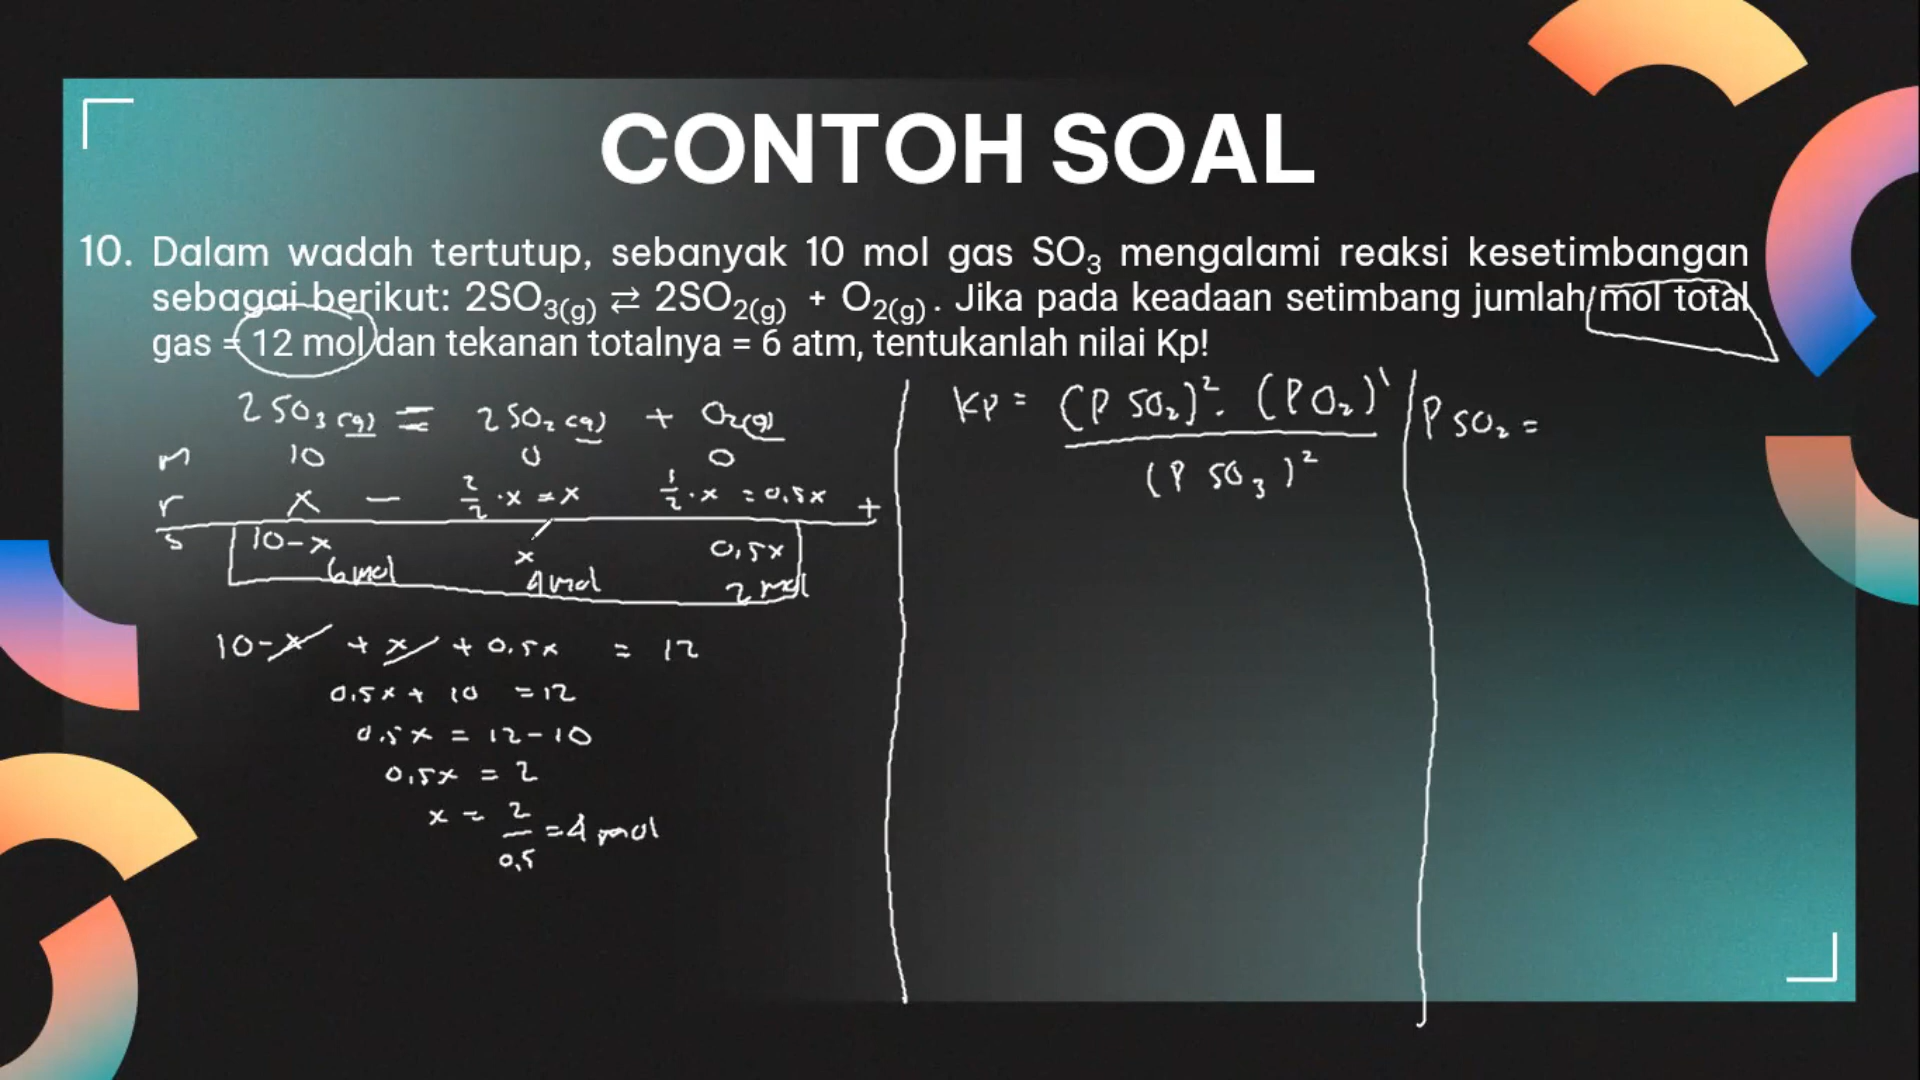 CONTOH SOAL
10. Dalam wadah tertutup, sebanyak 10 mol gas SO₃ mengalami reaksi kesetimbangan
sebagai berikut: 2SO₃(g) ⇄ 2SO₂(g) + O₂(g). Jika pada keadaan setimbang jumlah mol total
gas = 12 mol dan tekanan totalnya = 6 atm, tentukanlah nilai Kp!
2 SO₃ (g) = 2 SO₂ (g) + O₂(g)
m 10 0 0
r x − 2/2 · x = x 1/2 · x = 0,5x +
s 10-x x 0,5x
6 mol 4 mol 2 mol
10-x + x + 0,5x = 12
0,5x + 10 = 12
0,5x = 12-10
0,5x = 2
x = 2/0,5 = 4 mol
Kp = (P SO₂)² . (P O₂)¹
(P SO₃)²
P SO₂ =